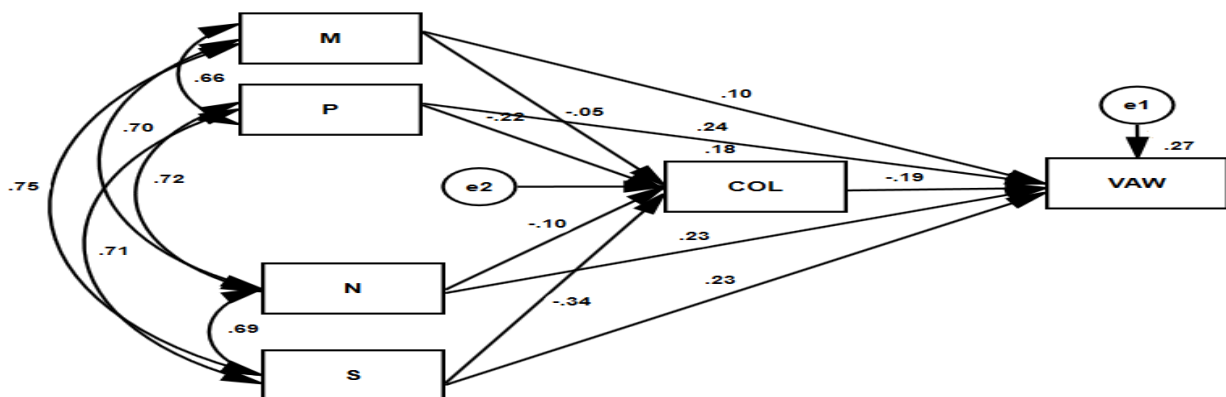 M
.66
P
.10
-.05
-.22
.24
.18
e1
.27
.70
.75
.72
e2
COL
-.19
VAW
.71
-.10
.23
N
-.34
.23
.69
S